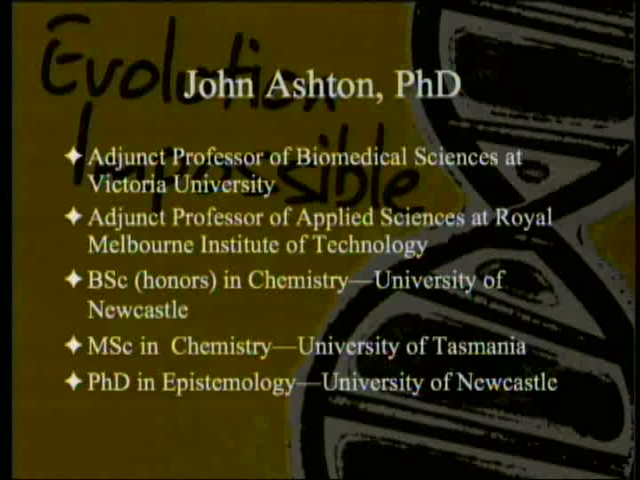 Evolution
Impossible
John Ashton, PhD
✦ Adjunct Professor of Biomedical Sciences at
Victoria University
✦ Adjunct Professor of Applied Sciences at Royal
Melbourne Institute of Technology
✦ BSc (honors) in Chemistry—University of
Newcastle
✦ MSc in Chemistry—University of Tasmania
✦ PhD in Epistemology—University of Newcastle